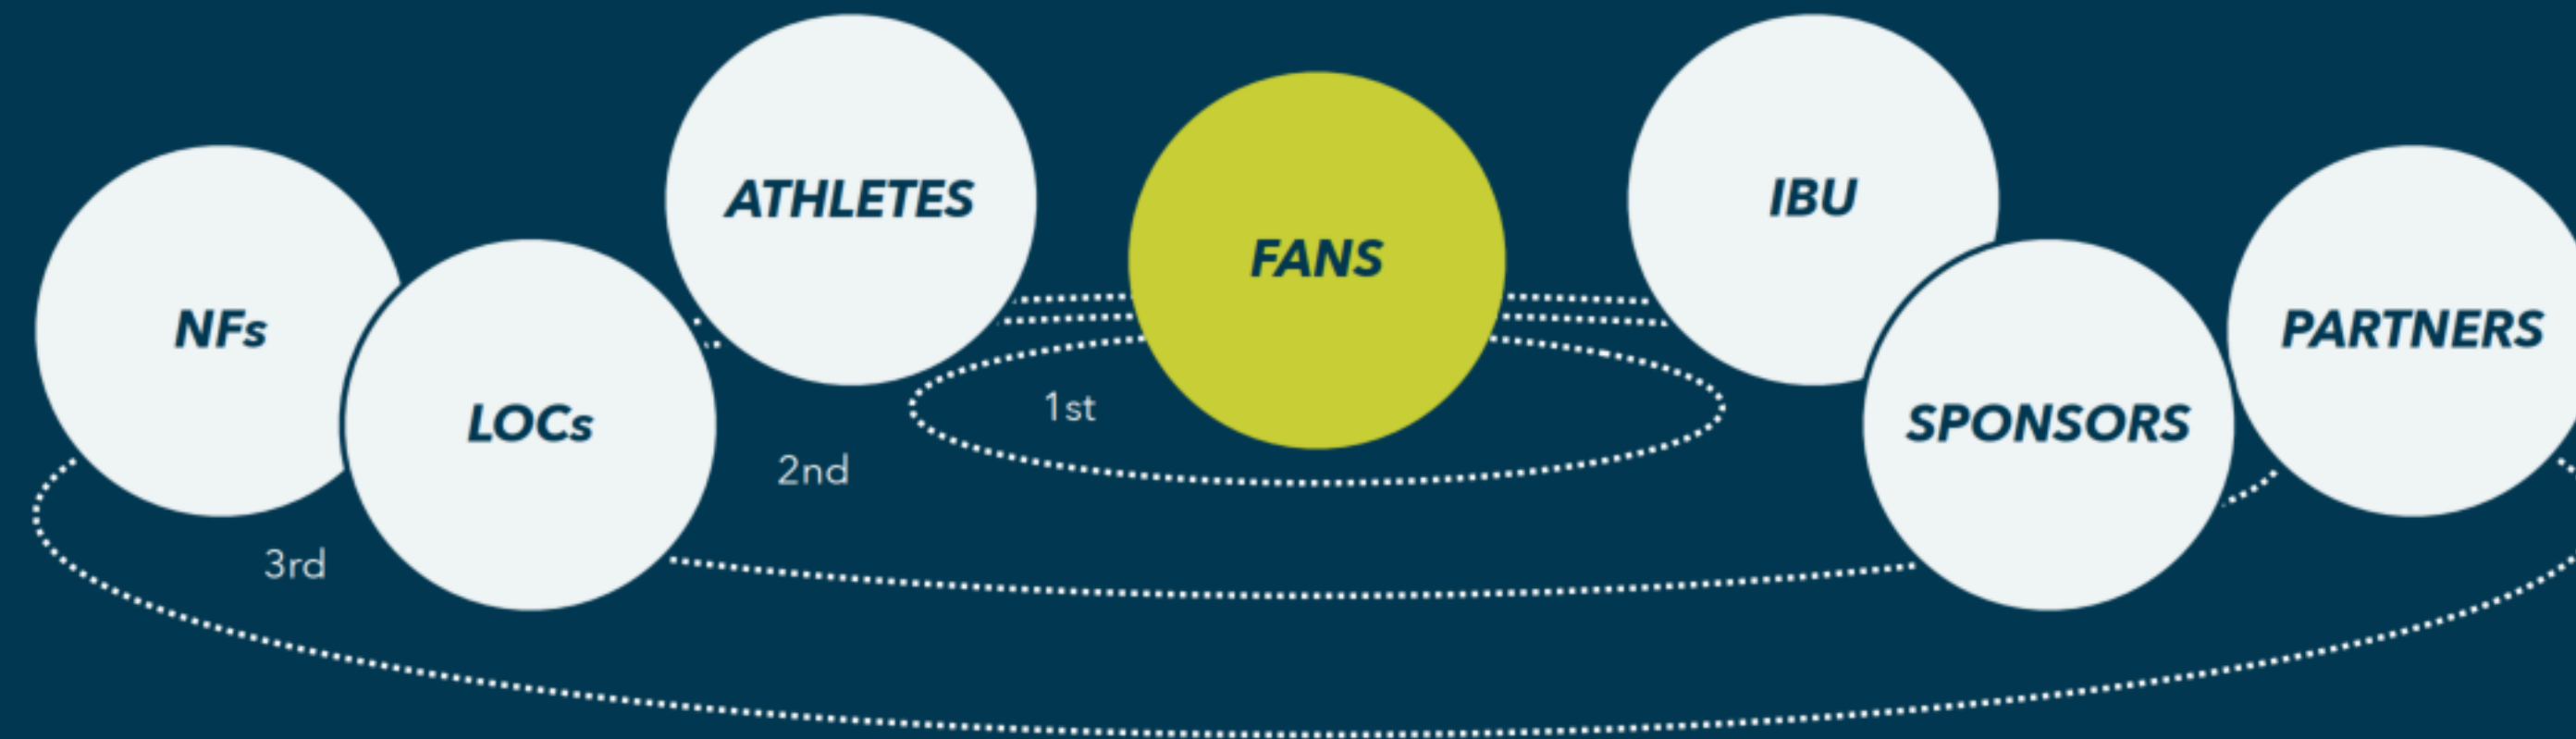 NFs
LOCs
ATHLETES
FANS
IBU
SPONSORS
PARTNERS
1st
2nd
3rd